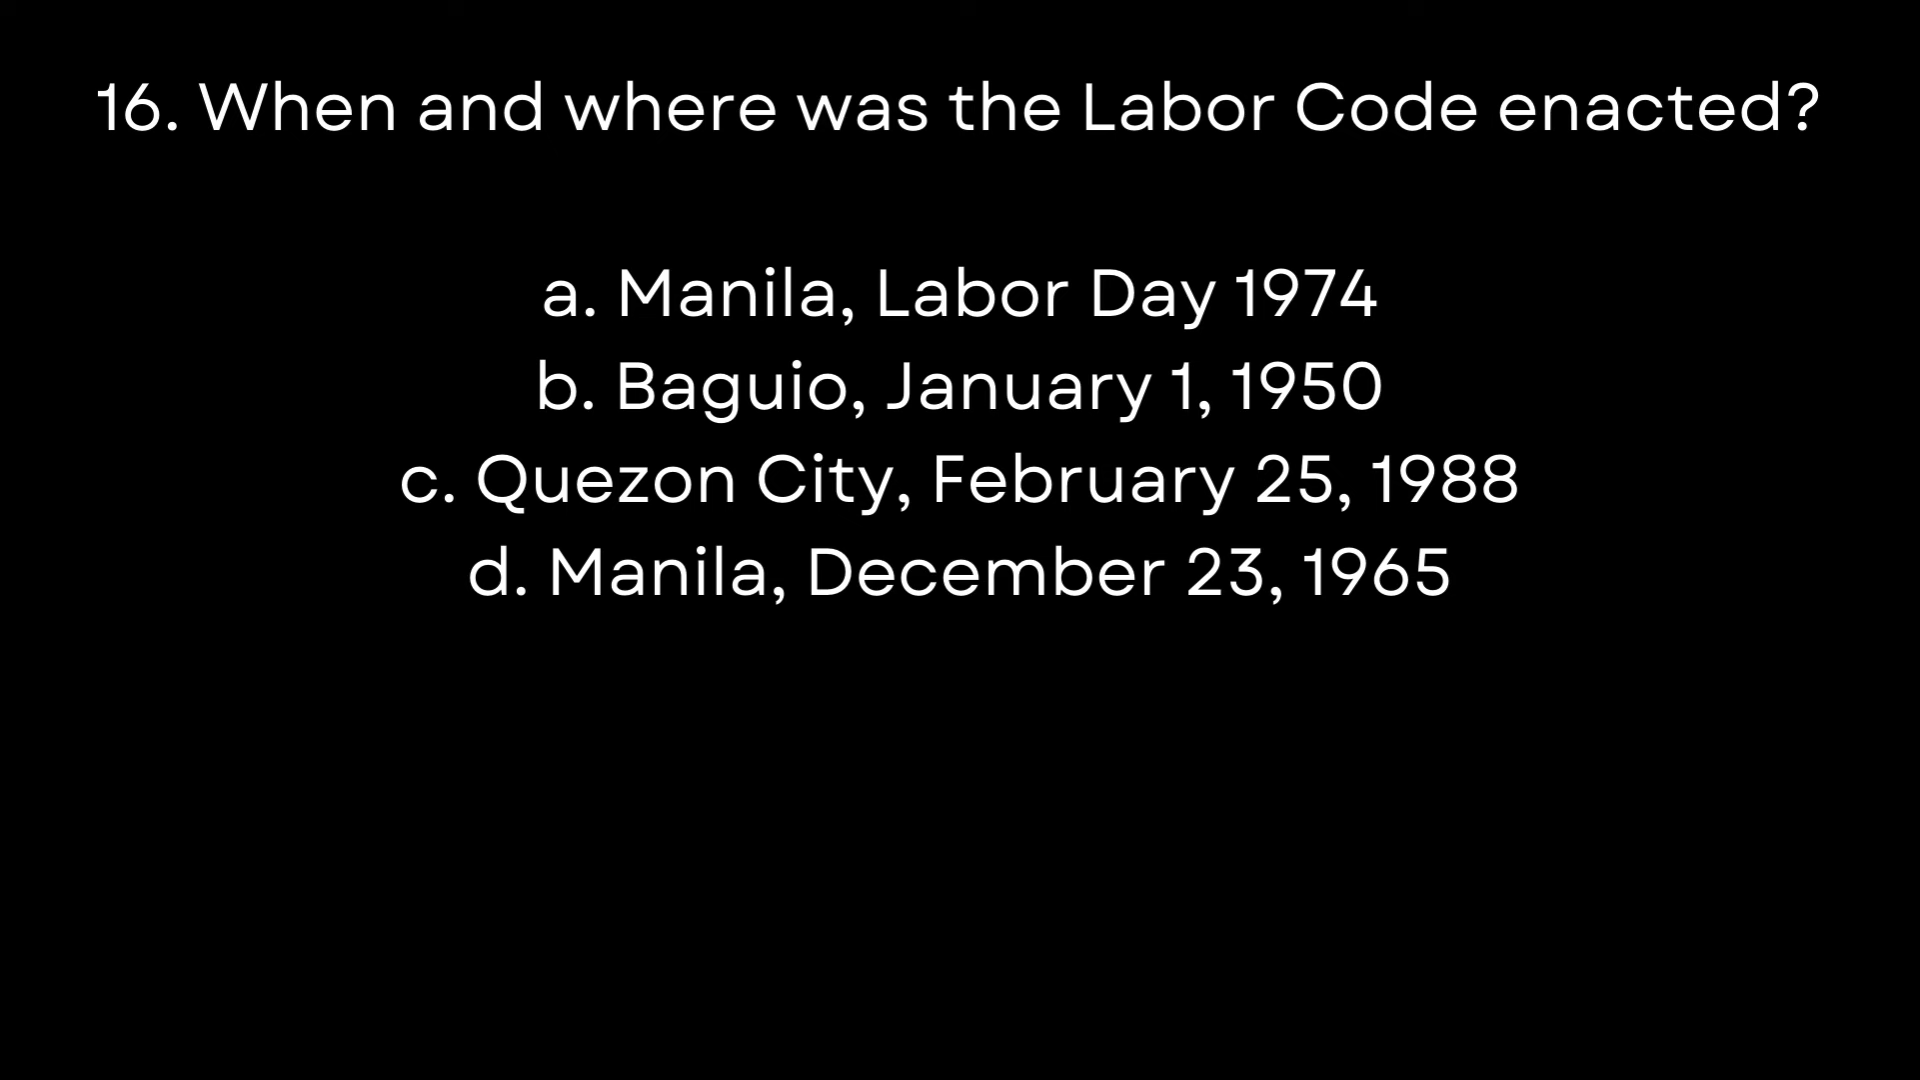 16. When and where was the Labor Code enacted?
a. Manila, Labor Day 1974
b. Baguio, January 1, 1950
c. Quezon City, February 25, 1988
d. Manila, December 23, 1965